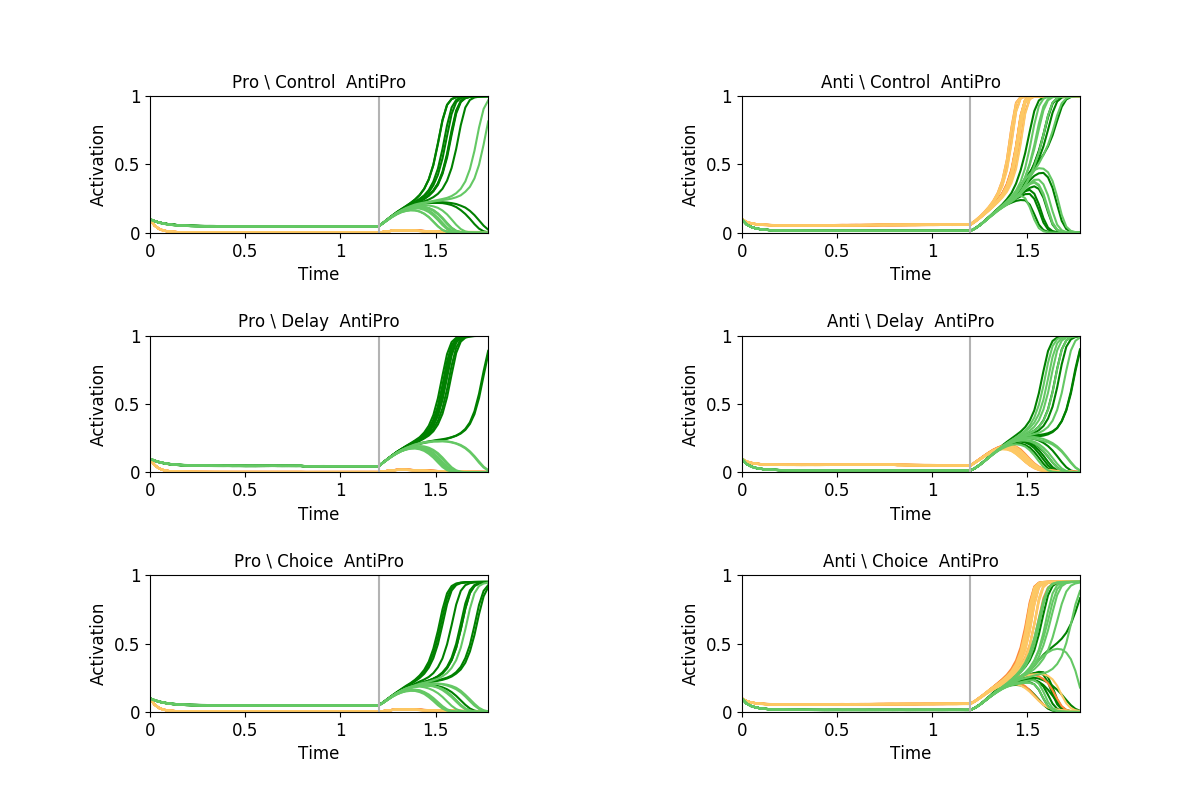 Pro \ Control  AntiPro
Activation
1
0.5
0
0
0.5
1
1.5
Time
Anti \ Control  AntiPro
Activation
1
0.5
0
0
0.5
1
1.5
Time
Pro \ Delay  AntiPro
Activation
1
0.5
0
0
0.5
1
1.5
Time
Anti \ Delay  AntiPro
Activation
1
0.5
0
0
0.5
1
1.5
Time
Pro \ Choice  AntiPro
Activation
1
0.5
0
0
0.5
1
1.5
Time
Anti \ Choice  AntiPro
Activation
1
0.5
0
0
0.5
1
1.5
Time